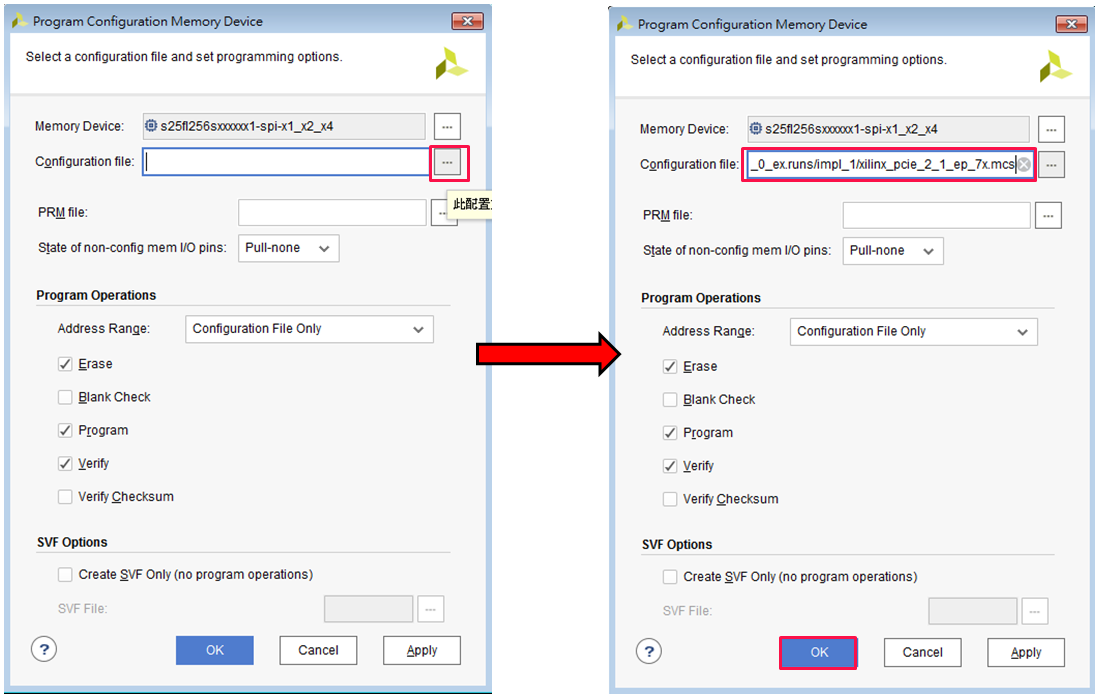 Program Configuration Memory Device
Select a configuration file and set programming options.
Memory Device: s25fl256sxxxxxx1-spi-x1_x2_x4 ...
Configuration file: ...
此配置
PRM file: ...
State of non-config mem I/O pins: Pull-none
Program Operations
Address Range: Configuration File Only
Erase
Blank Check
Program
Verify
Verify Checksum
SVF Options
Create SVF Only (no program operations)
SVF File: ...
? OK Cancel Apply
Program Configuration Memory Device
Select a configuration file and set programming options.
Memory Device: s25fl256sxxxxxx1-spi-x1_x2_x4 ...
Configuration file: _0_ex.runs/impl_1/xilinx_pcie_2_1_ep_7x.mcs ...
PRM file: ...
State of non-config mem I/O pins: Pull-none
Program Operations
Address Range: Configuration File Only
Erase
Blank Check
Program
Verify
Verify Checksum
SVF Options
Create SVF Only (no program operations)
SVF File: ...
? OK Cancel Apply